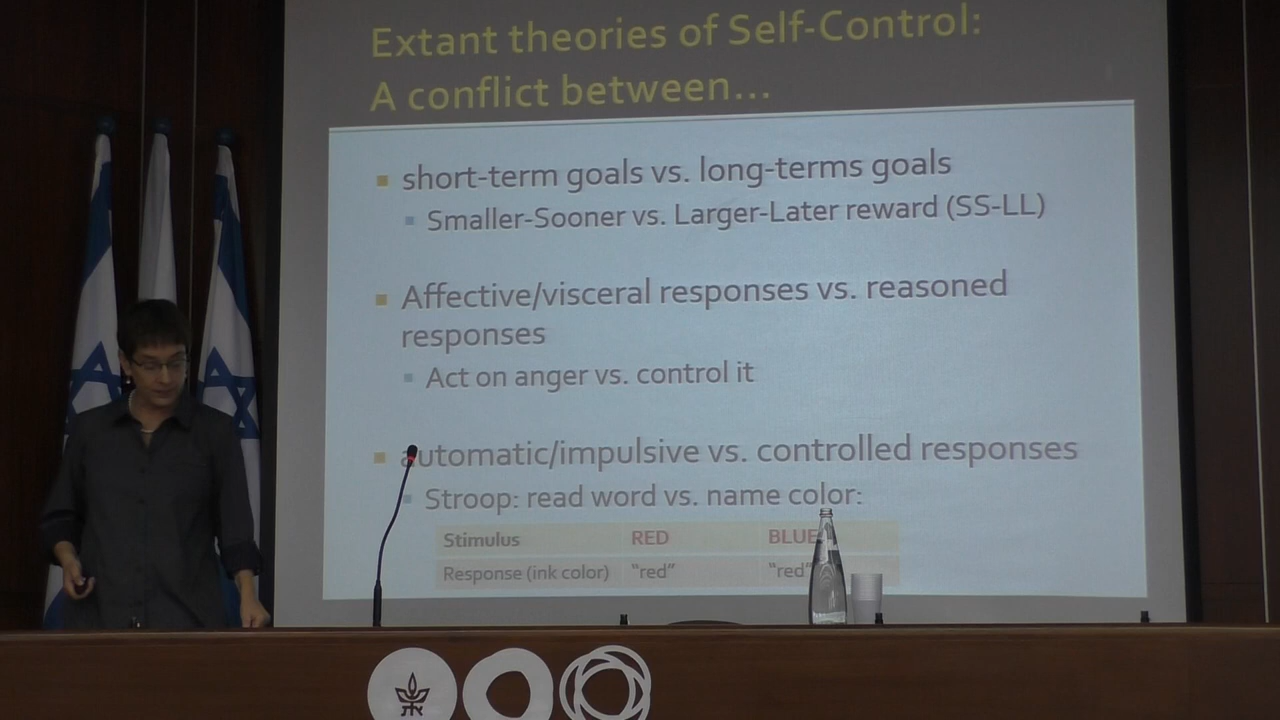 Extant theories of Self-Control:
A conflict between...
short-term goals vs. long-terms goals
Smaller-Sooner vs. Larger-Later reward (SS-LL)
Affective/visceral responses vs. reasoned
responses
Act on anger vs. control it
automatic/impulsive vs. controlled responses
Stroop: read word vs. name color:
Stimulus RED BLUE
Response (ink color) "red" "red"